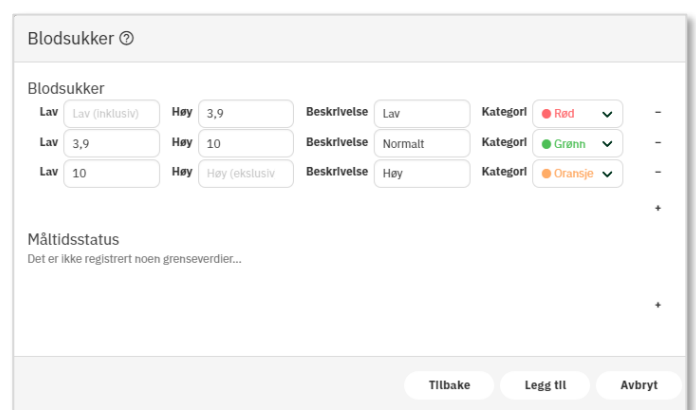 Blodsukker ?
Blodsukker
Lav Lav (inklusiv) Høy 3,9 Beskrivelse Lav Kategori Rød −
Lav 3,9 Høy 10 Beskrivelse Normalt Kategori Grønn −
Lav 10 Høy Høy (ekslusiv Beskrivelse Høy Kategori Oransje −
+
Måltidsstatus
Det er ikke registrert noen grenseverdier...
+
Tilbake Legg til Avbryt